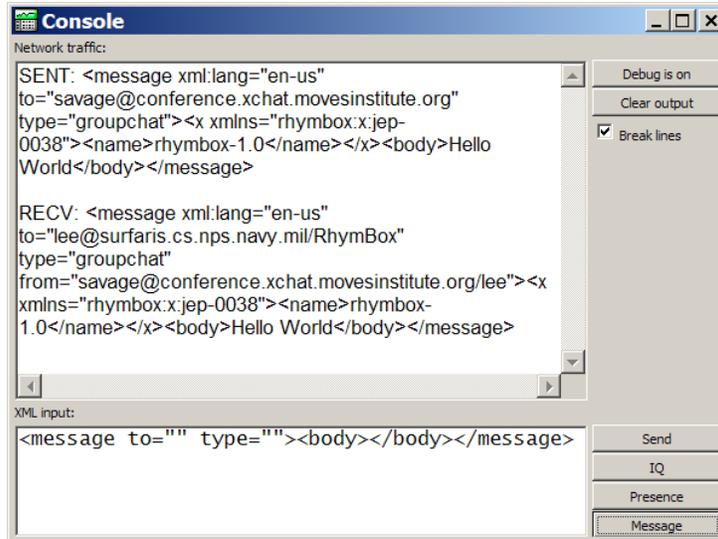 Console
Network traffic:
SENT: <message xml:lang="en-us"
to="savage@conference.xchat.movesinstitute.org"
type="groupchat"><x xmlns="rhymbox:x:jep-
0038"><name>rhymbox-1.0</name></x><body>Hello
World</body></message>
RECV: <message xml:lang="en-us"
to="lee@surfaris.cs.nps.navy.mil/RhymBox"
type="groupchat"
from="savage@conference.xchat.movesinstitute.org/lee"><x
xmlns="rhymbox:x:jep-0038"><name>rhymbox-
1.0</name></x><body>Hello World</body></message>
Debug is on
Clear output
Break lines
XML input:
<message to="" type=""><body></body></message>
Send
IQ
Presence
Message